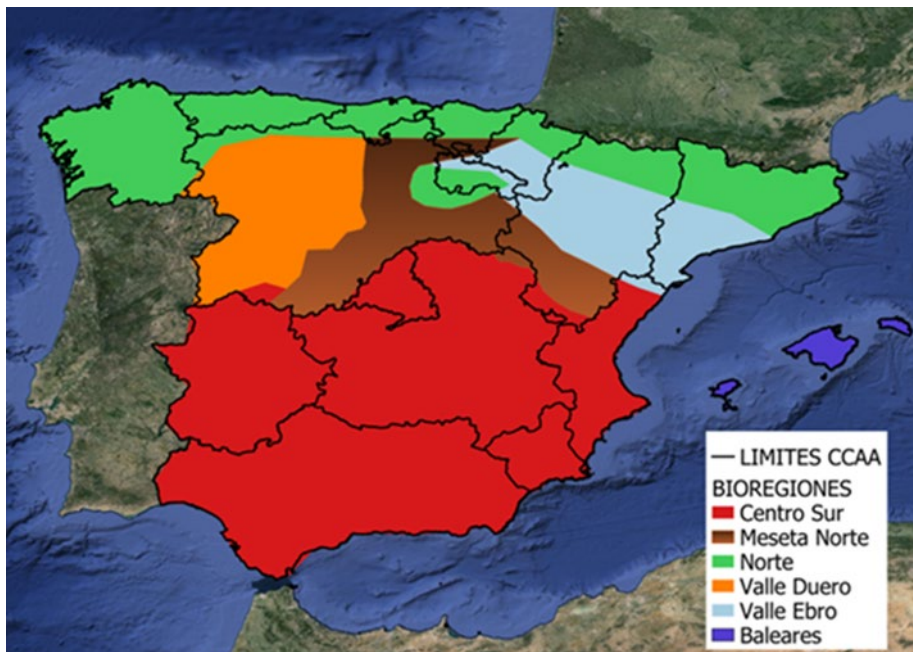 LIMITES CCAA
BIOREGIONES
Centro Sur
Meseta Norte
Norte
Valle Duero
Valle Ebro
Baleares